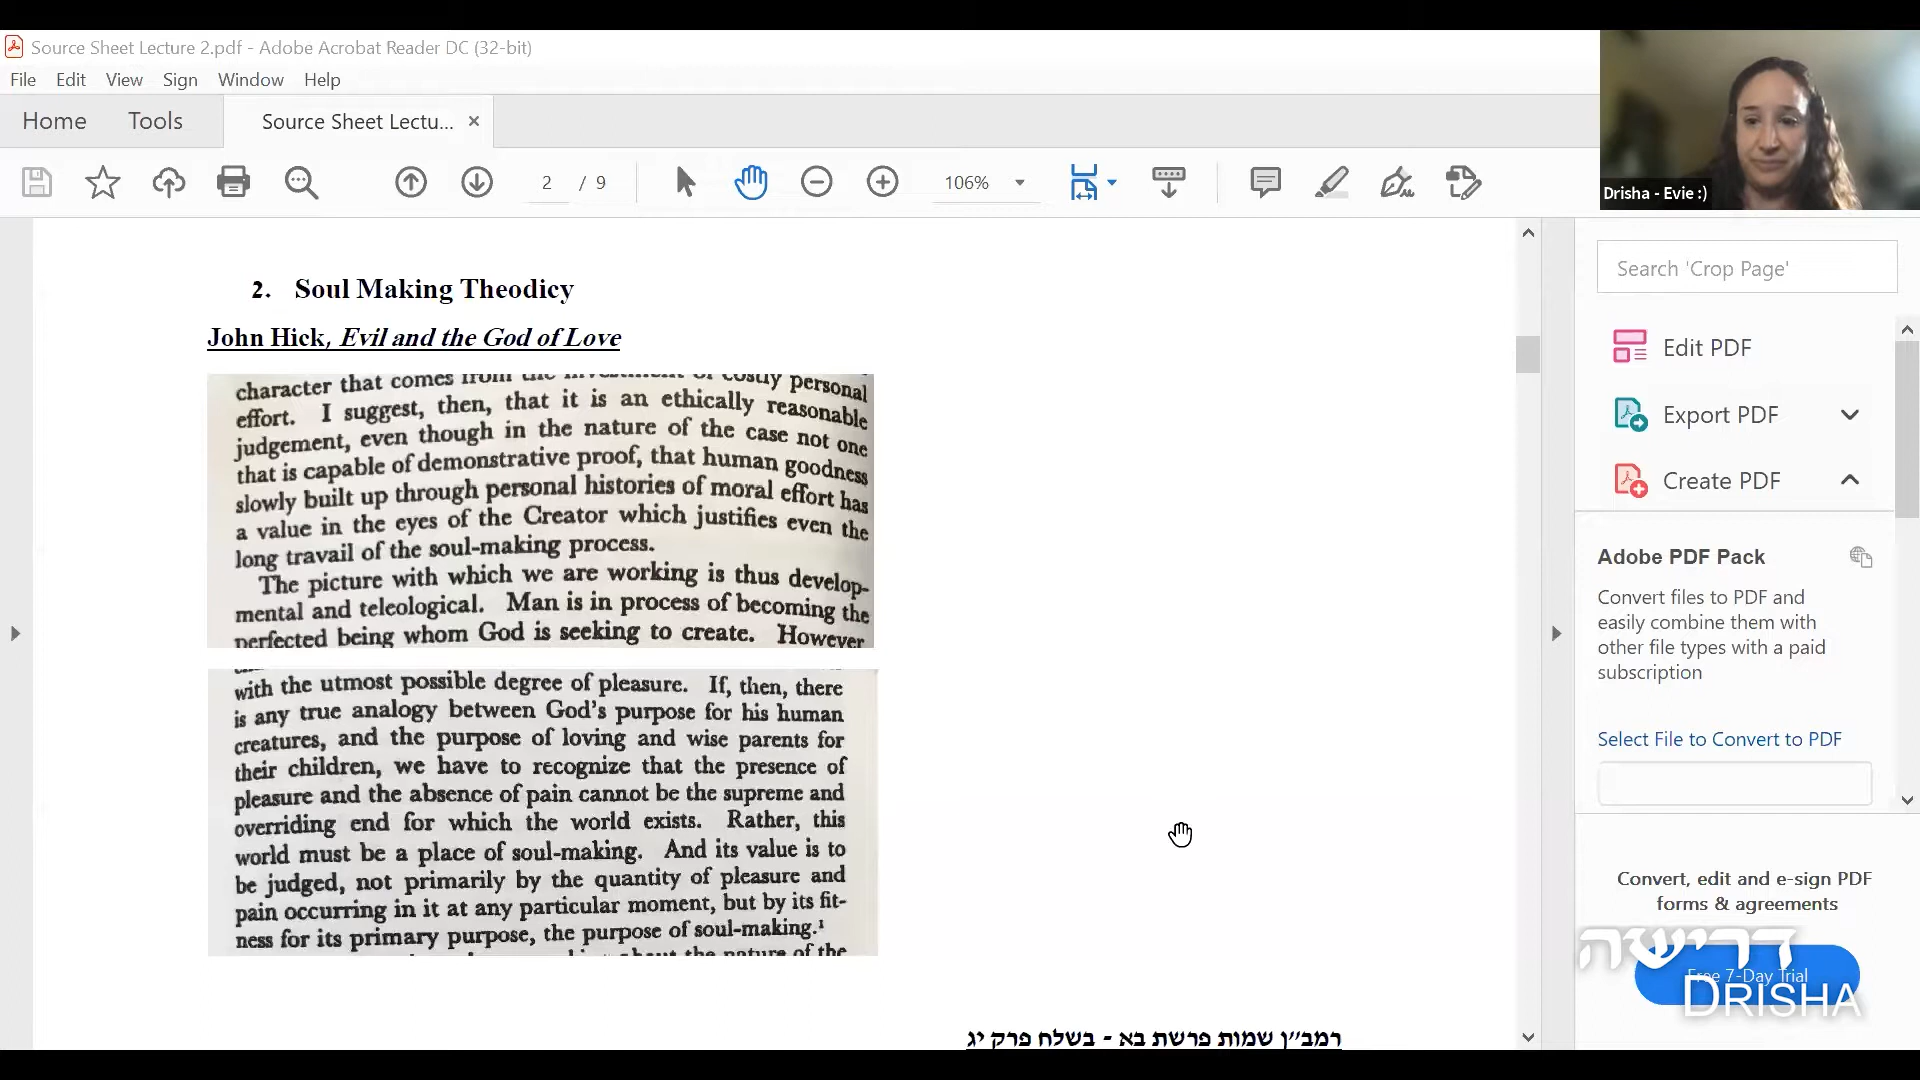 Source Sheet Lecture 2.pdf - Adobe Acrobat Reader DC (32-bit)
File Edit View Sign Window Help
Home Tools Source Sheet Lectu... ×
2 / 9 106%
Drisha - Evie :)
2. Soul Making Theodicy
John Hick, Evil and the God of Love
character that comes from the investment of costly personal
effort. I suggest, then, that it is an ethically reasonable
judgement, even though in the nature of the case not one
that is capable of demonstrative proof, that human goodness
slowly built up through personal histories of moral effort has
a value in the eyes of the Creator which justifies even the
long travail of the soul-making process.
The picture with which we are working is thus develop-
mental and teleological. Man is in process of becoming the
perfected being whom God is seeking to create. However
with the utmost possible degree of pleasure. If, then, there
is any true analogy between God's purpose for his human
creatures, and the purpose of loving and wise parents for
their children, we have to recognize that the presence of
pleasure and the absence of pain cannot be the supreme and
overriding end for which the world exists. Rather, this
world must be a place of soul-making. And its value is to
be judged, not primarily by the quantity of pleasure and
pain occurring in it at any particular moment, but by its fit-
ness for its primary purpose, the purpose of soul-making.¹
the nature of the
רמב״ן שמות פרשת בא - בשלח פרק יג
Search 'Crop Page'
Edit PDF
Export PDF
Create PDF
Adobe PDF Pack
Convert files to PDF and
easily combine them with
other file types with a paid
subscription
Select File to Convert to PDF
Convert, edit and e-sign PDF
forms & agreements
Free 7-Day Trial
דרישה
DRISHA